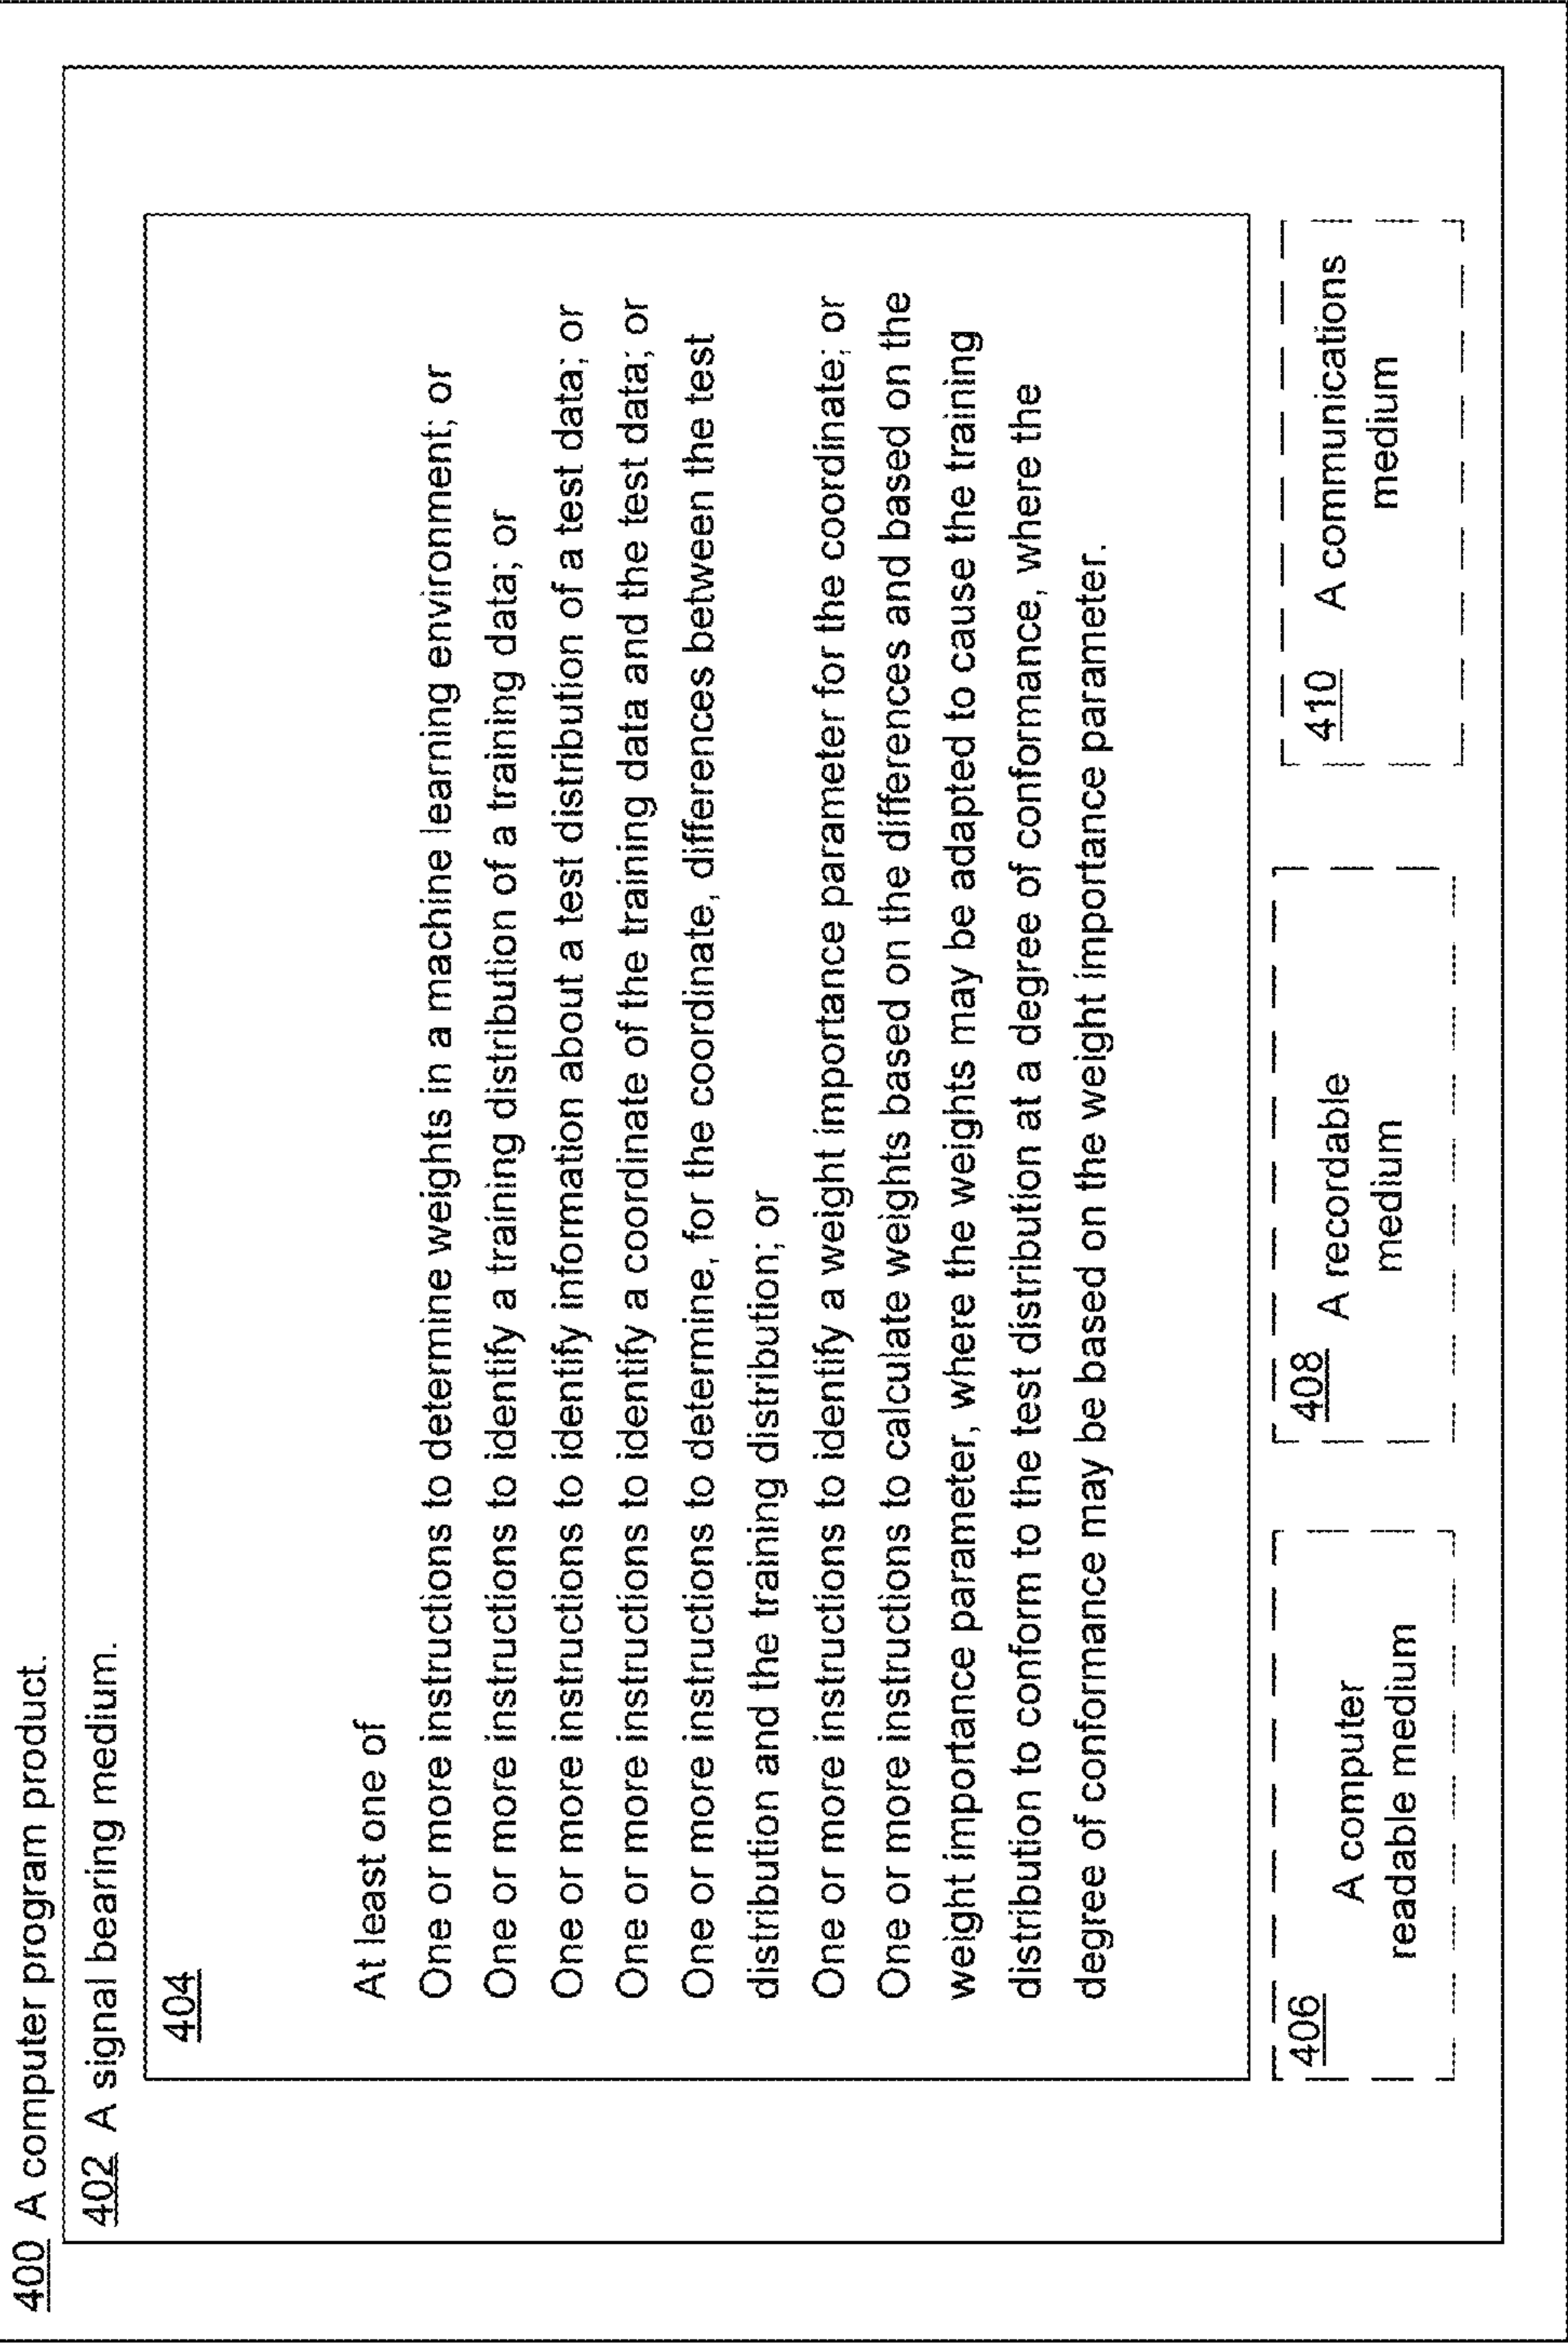 400 A computer program product.
402 A signal bearing medium.
404
At least one of
One or more instructions to determine weights in a machine learning environment; or
One or more instructions to identify a training distribution of a training data; or
One or more instructions to identify information about a test distribution of a test data; or
One or more instructions to identify a coordinate of the training data and the test data; or
One or more instructions to determine, for the coordinate, differences between the test
distribution and the training distribution; or
One or more instructions to identify a weight importance parameter for the coordinate; or
One or more instructions to calculate weights based on the differences and based on the
weight importance parameter, where the weights may be adapted to cause the training
distribution to conform to the test distribution at a degree of conformance, where the
degree of conformance may be based on the weight importance parameter.
406
A computer
readable medium
408
A recordable
medium
410
A communications
medium